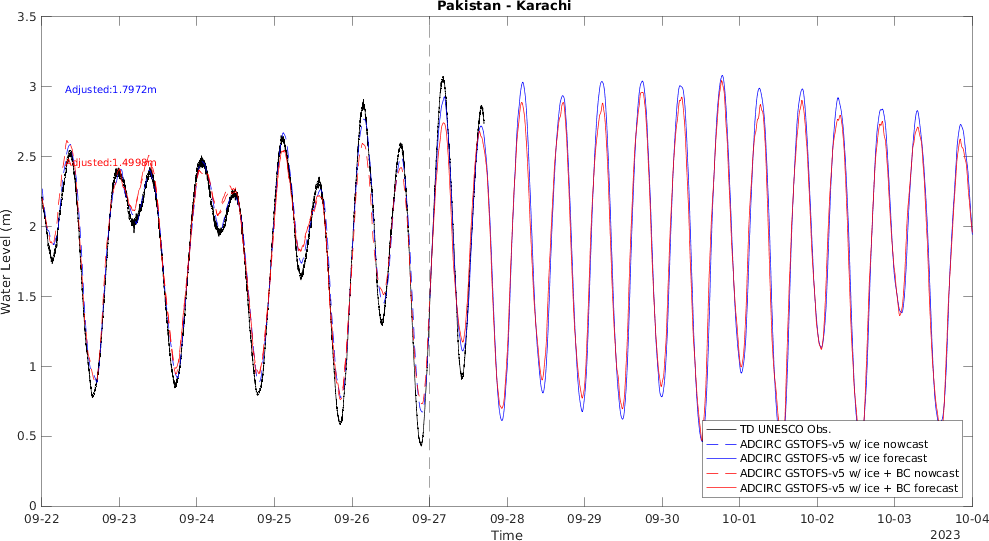 Pakistan - Karachi
3.5
3
2.5
2
1.5
1
0.5
0
Water Level (m)
Adjusted:1.7972m
Adjusted:1.4998m
TD UNESCO Obs.
ADCIRC GSTOFS-v5 w/ ice nowcast
ADCIRC GSTOFS-v5 w/ ice forecast
ADCIRC GSTOFS-v5 w/ ice + BC nowcast
ADCIRC GSTOFS-v5 w/ ice + BC forecast
09-22 09-23 09-24 09-25 09-26 09-27 09-28 09-29 09-30 10-01 10-02 10-03 10-04
Time
2023